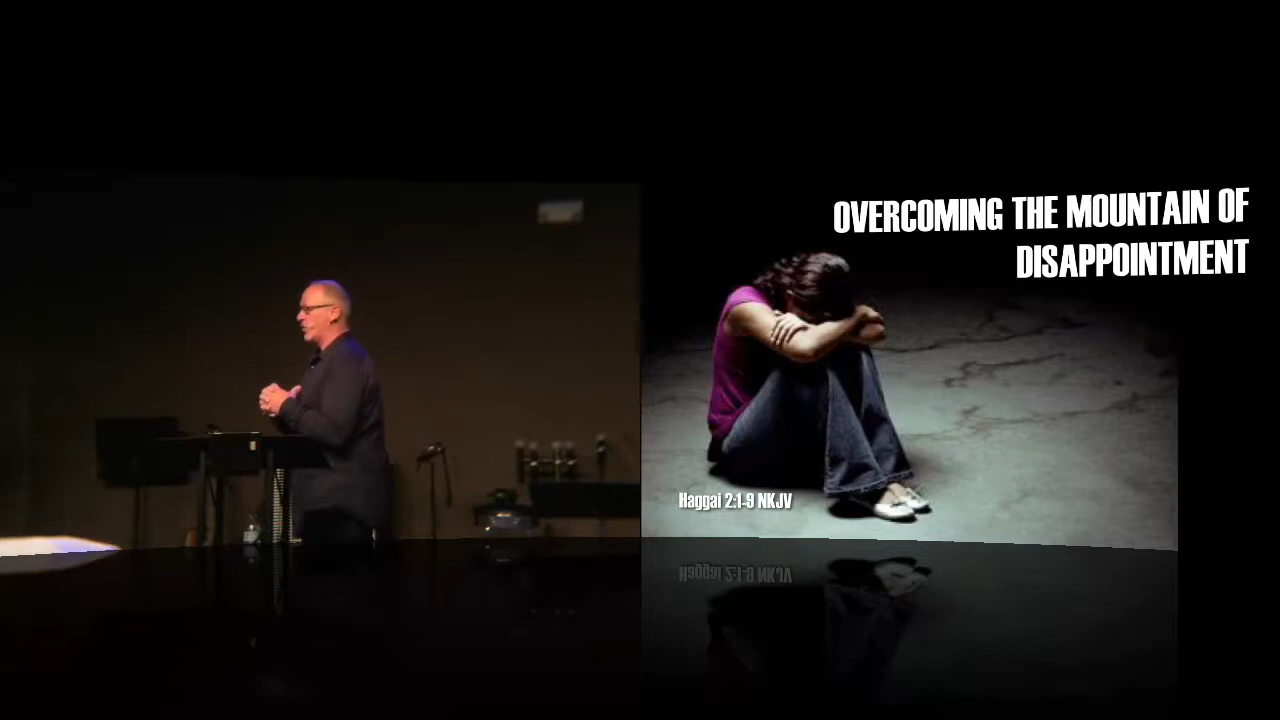 OVERCOMING THE MOUNTAIN OF
DISAPPOINTMENT
Haggai 2:1-9 NKJV